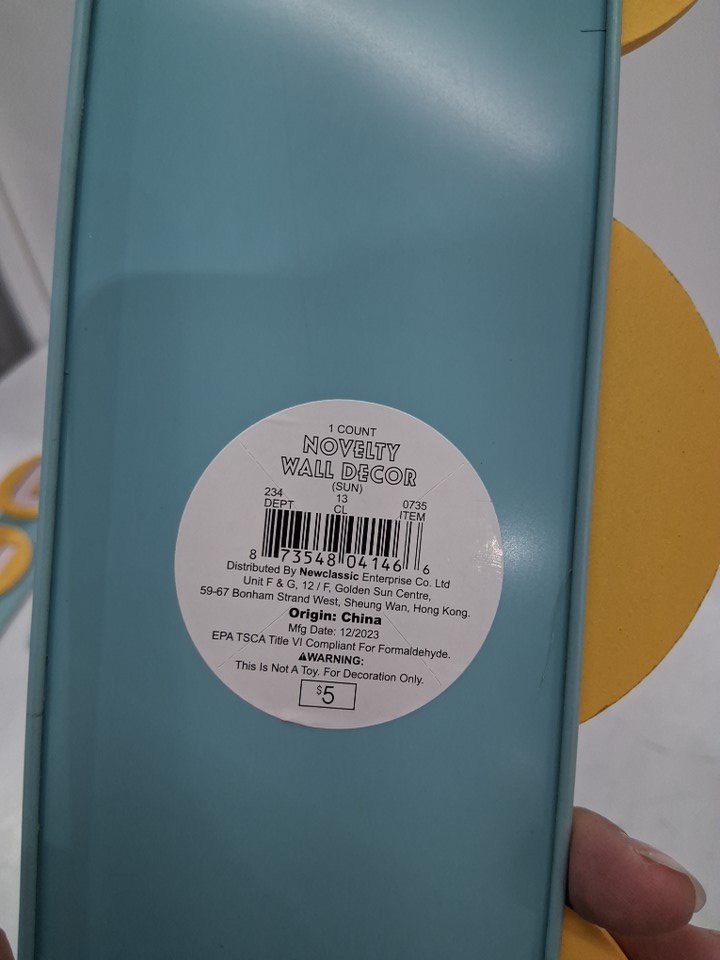 1 COUNT
NOVELTY
WALL DECOR
(SUN)
234 13 0735
DEPT CL ITEM
8 73548 04146 6
Distributed By Newclassic Enterprise Co. Ltd
Unit F & G, 12 / F, Golden Sun Centre,
59-67 Bonham Strand West, Sheung Wan, Hong Kong.
Origin: China
Mfg Date: 12/2023
EPA TSCA Title VI Compliant For Formaldehyde.
⚠WARNING:
This Is Not A Toy. For Decoration Only.
$5